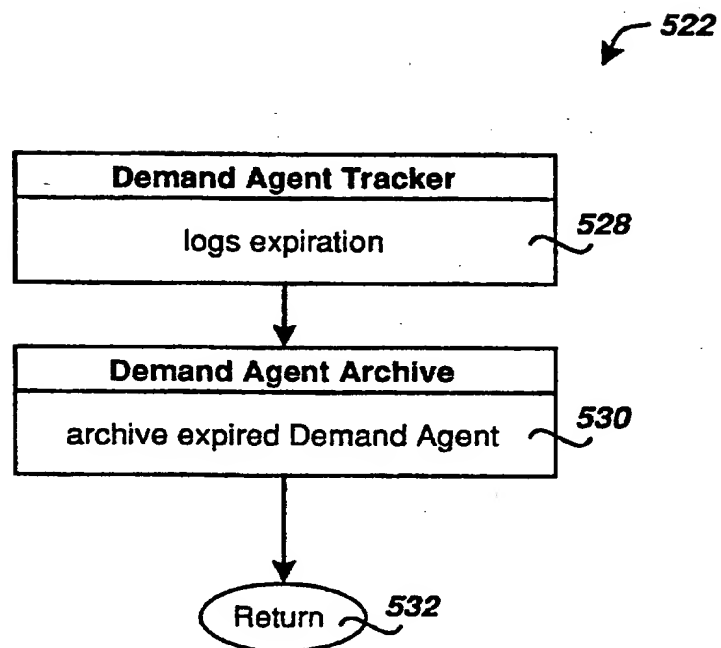 522
Demand Agent Tracker
logs expiration
528
Demand Agent Archive
archive expired Demand Agent
530
Return
532